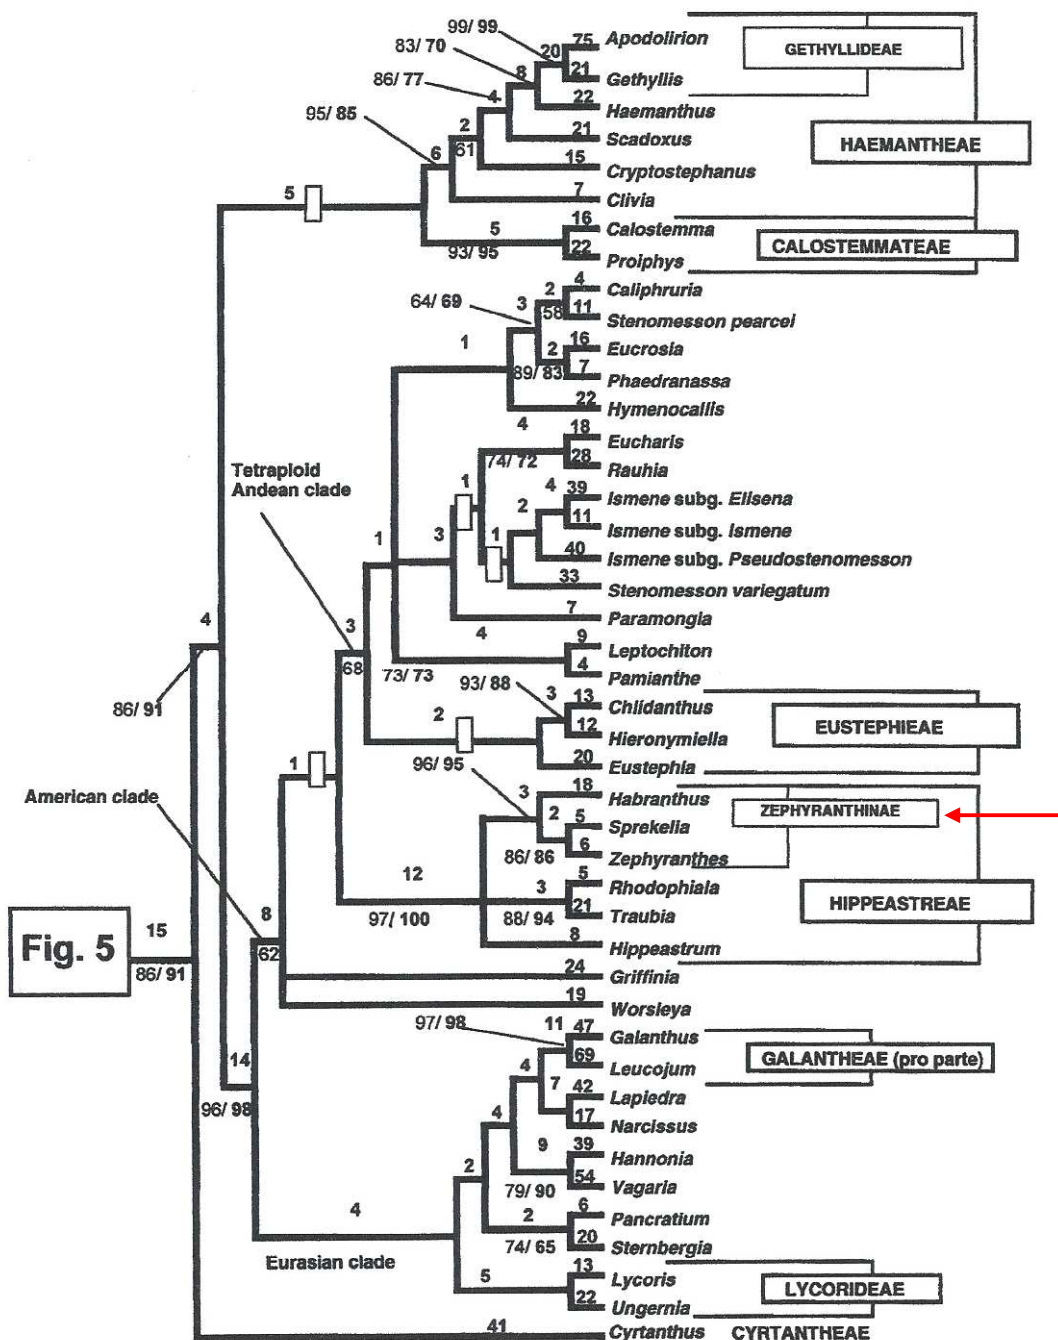 99/ 99
83/ 70
86/ 77
95/ 85
20
75
Apodolirion
GETHYLLIDEAE
8
21
Gethyllis
4
22
Haemanthus
2
21
Scadoxus
HAEMANTHEAE
6
61
15
Cryptostephanus
5
7
Clivia
5
16
Calostemma
CALOSTEMMATEAE
93/ 95
22
Proiphys
2
4
Caliphruria
64/ 69
3
58
11
Stenomesson pearcei
1
2
16
Eucrosia
89/ 83
7
Phaedranassa
22
Hymenocallis
4
18
Eucharis
74/ 72
28
Rauhia
Tetraploid
Andean clade
1
4
39
Ismene subg. Elisena
2
11
Ismene subg. Ismene
1
3
1
40
Ismene subg. Pseudostenomesson
33
Stenomesson variegatum
7
Paramongia
4
3
4
9
Leptochiton
68
73/ 73
4
Pamianthe
86/ 91
93/ 88
3
13
Chlidanthus
2
12
Hieronymiella
EUSTEPHIEAE
96/ 95
20
Eustephia
1
American clade
3
18
Habranthus
ZEPHYRANTHINAE
2
5
Sprekelia
86/ 86
6
Zephyranthes
12
3
5
Rhodophiala
HIPPEASTREAE
97/ 100
88/ 94
21
Traubia
8
15
8
Hippeastrum
Fig. 5
62
86/ 91
24
Griffinia
19
Worsleya
97/ 98
11
47
Galanthus
GALANTHEAE (pro parte)
14
4
69
Leucojum
96/ 98
7
42
Lapiedra
4
17
Narcissus
9
39
Hannonia
2
79/ 90
54
Vagaria
4
2
6
Pancratium
Eurasian clade
74/ 65
20
Sternbergia
5
13
Lycoris
LYCORIDEAE
22
Ungernia
41
Cyrtanthus
CYRTANTHEAE